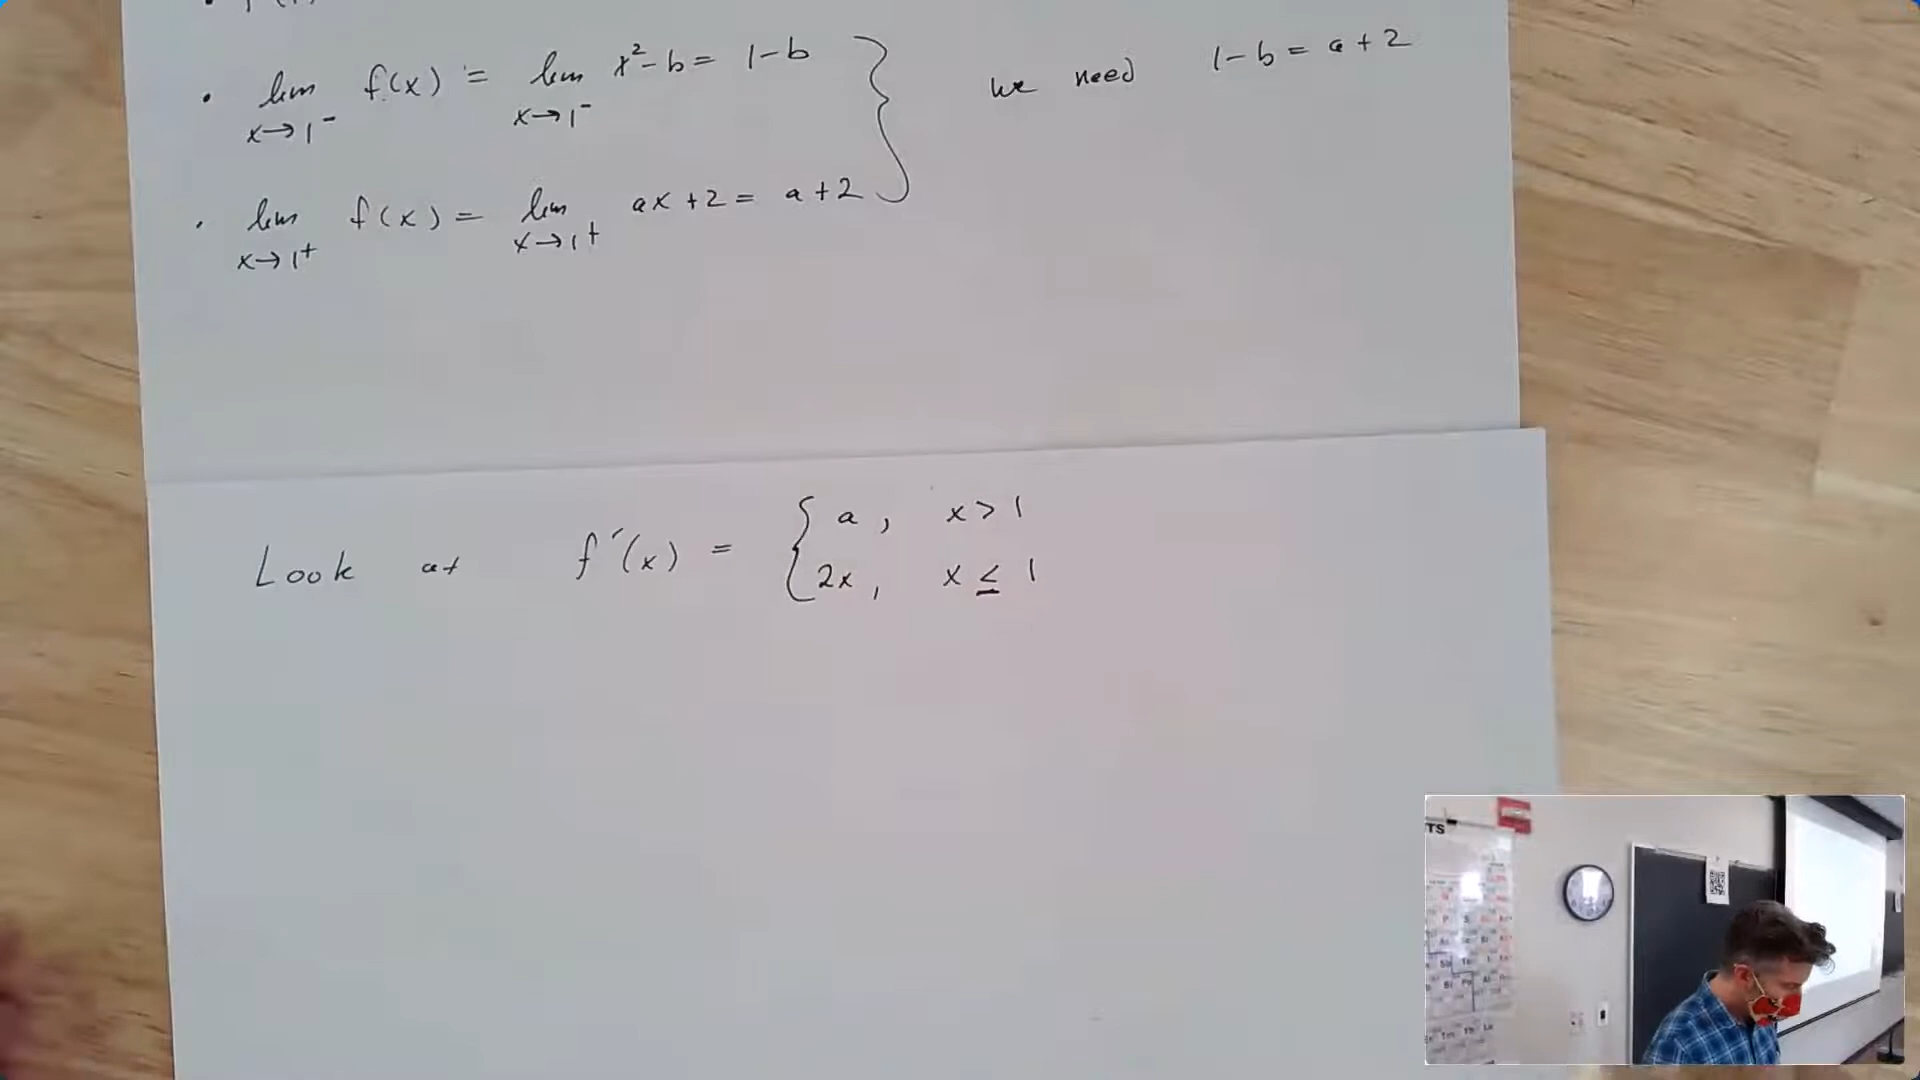 lim f(x) = lim x² - b = 1 - b
x→1⁻ x→1⁻
we need 1 - b = a + 2
lim f(x) = lim ax + 2 = a + 2
x→1⁺ x→1⁺
Look at f'(x) = { a, x > 1
2x, x ≤ 1
TS